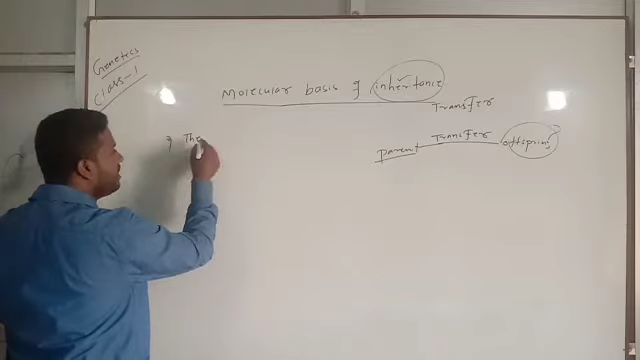 Genetics
Class-1
Molecular basis of inheritance
Transfer
parent Transfer offspring
The